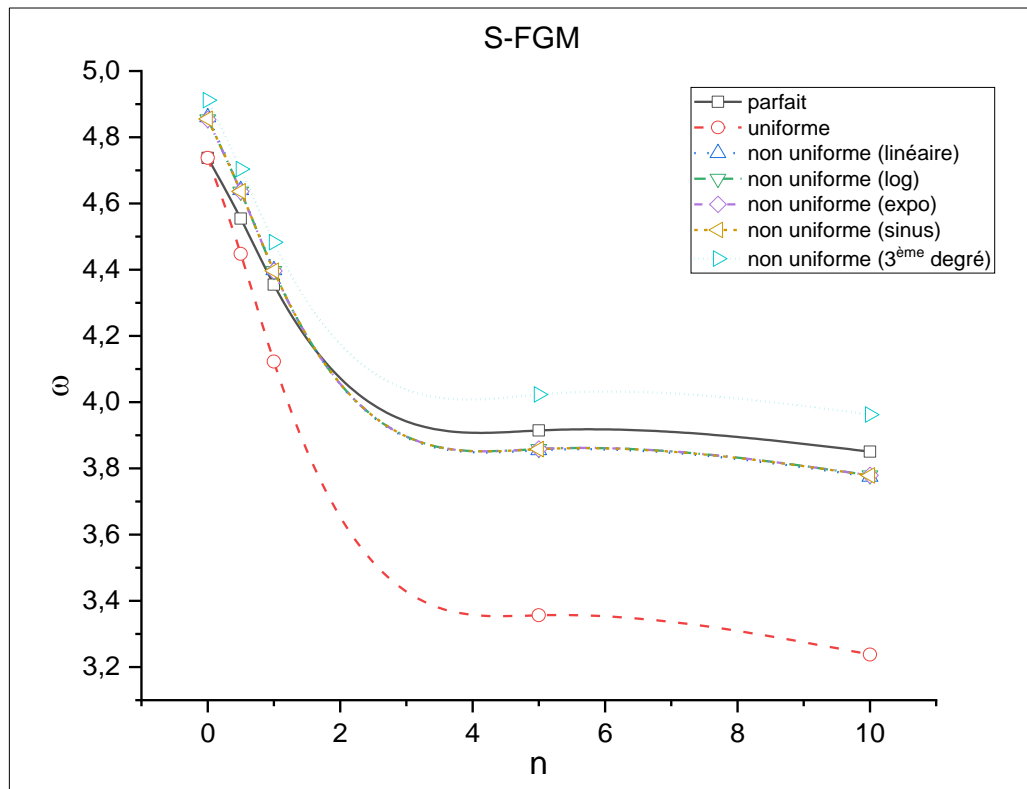 S-FGM
5,0
4,8
4,6
4,4
4,2
4,0
3,8
3,6
3,4
3,2
ω
0
2
4
6
8
10
n
parfait
uniforme
non uniforme (linéaire)
non uniforme (log)
non uniforme (expo)
non uniforme (sinus)
non uniforme (3ème degré)